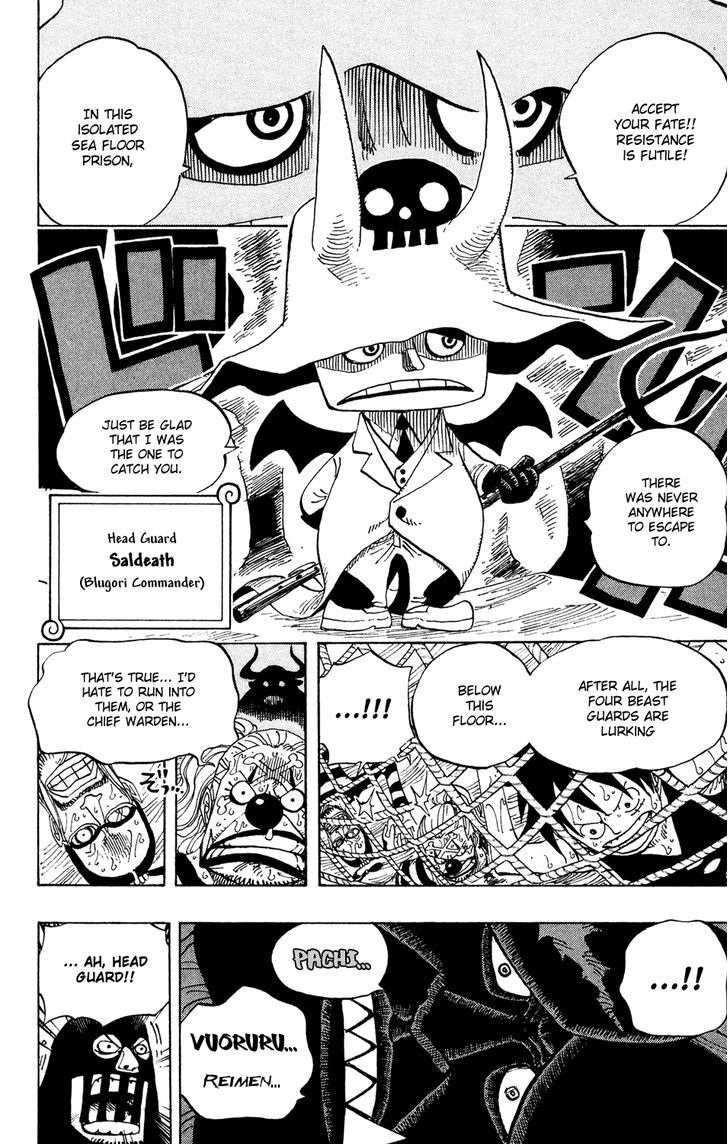 ACCEPT
YOUR FATE!!
RESISTANCE
IS FUTILE!
IN THIS
ISOLATED
SEA FLOOR
PRISON,
THERE
WAS NEVER
ANYWHERE
TO ESCAPE
TO.
JUST BE GLAD
THAT I WAS
THE ONE TO
CATCH YOU.
Head Guard
Saldeath
(Blugori Commander)
AFTER ALL, THE
FOUR BEAST
GUARDS ARE
LURKING
BELOW
THIS
FLOOR...
...!!!
THAT'S TRUE... I'D
HATE TO RUN INTO
THEM, OR THE
CHIEF WARDEN...
...!!
PACHI...
VUORURU...
REIMEN...
... AH, HEAD
GUARD!!